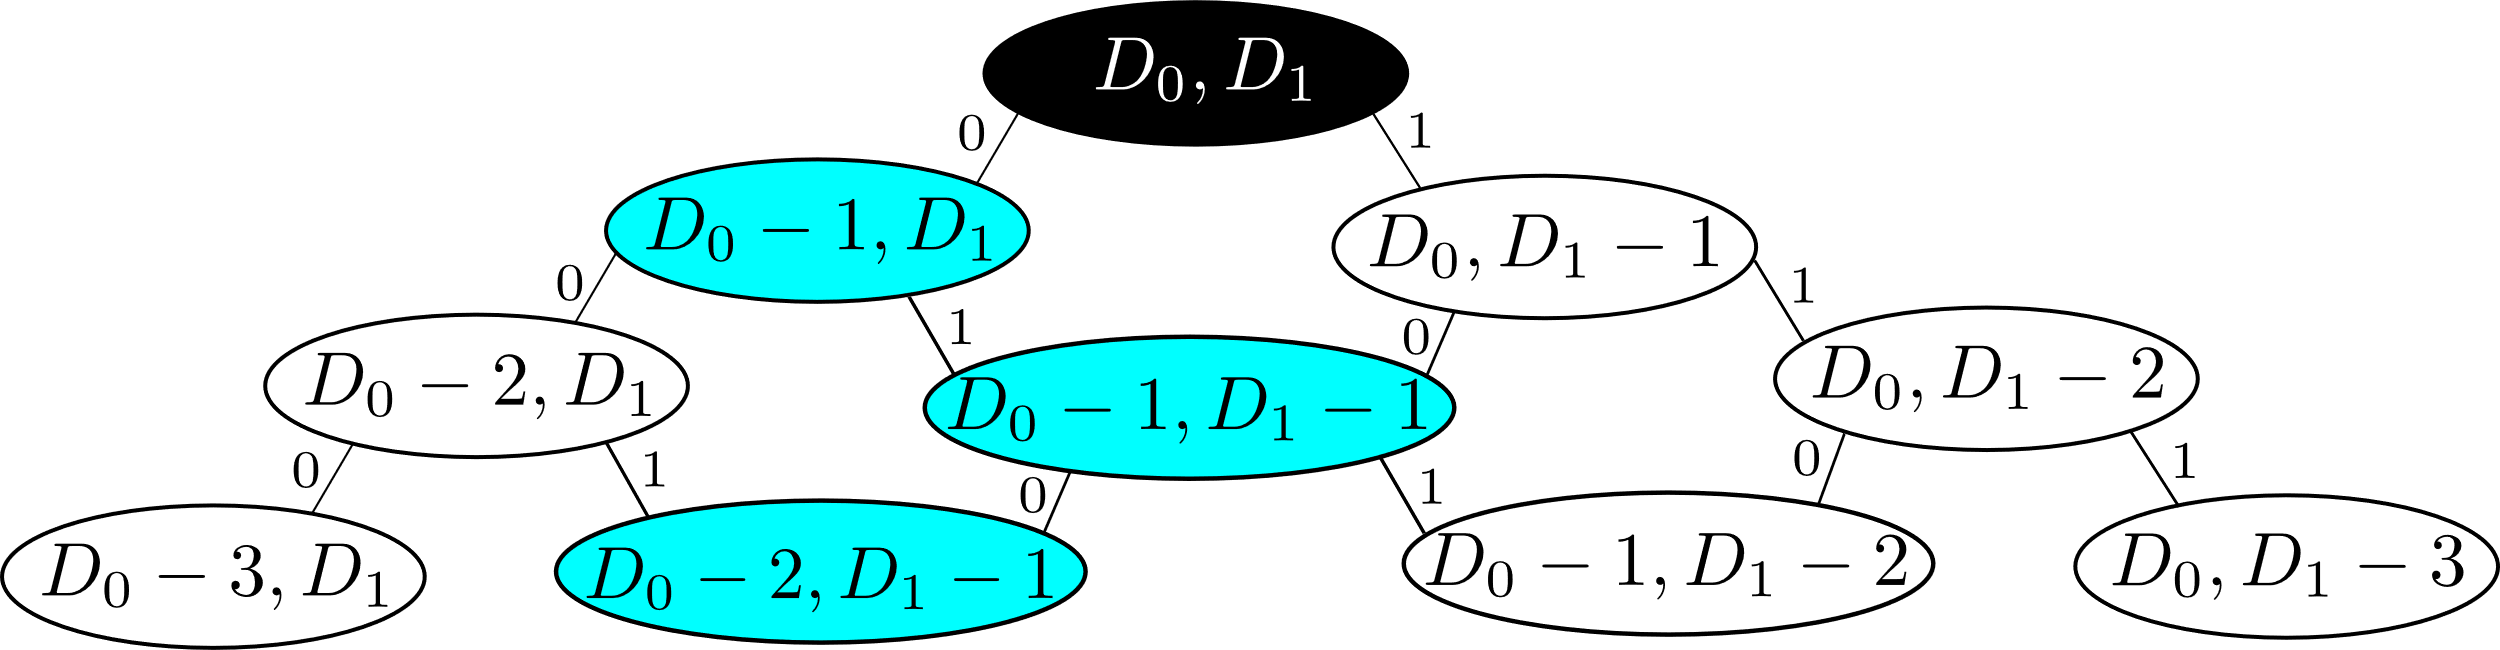 D₀, D₁
0 1
D₀ − 1, D₁
D₀, D₁ − 1
0 1 0 1
D₀ − 2, D₁
D₀ − 1, D₁ − 1
D₀, D₁ − 2
0 1 0 1 0 1
D₀ − 3, D₁
D₀ − 2, D₁ − 1
D₀ − 1, D₁ − 2
D₀, D₁ − 3